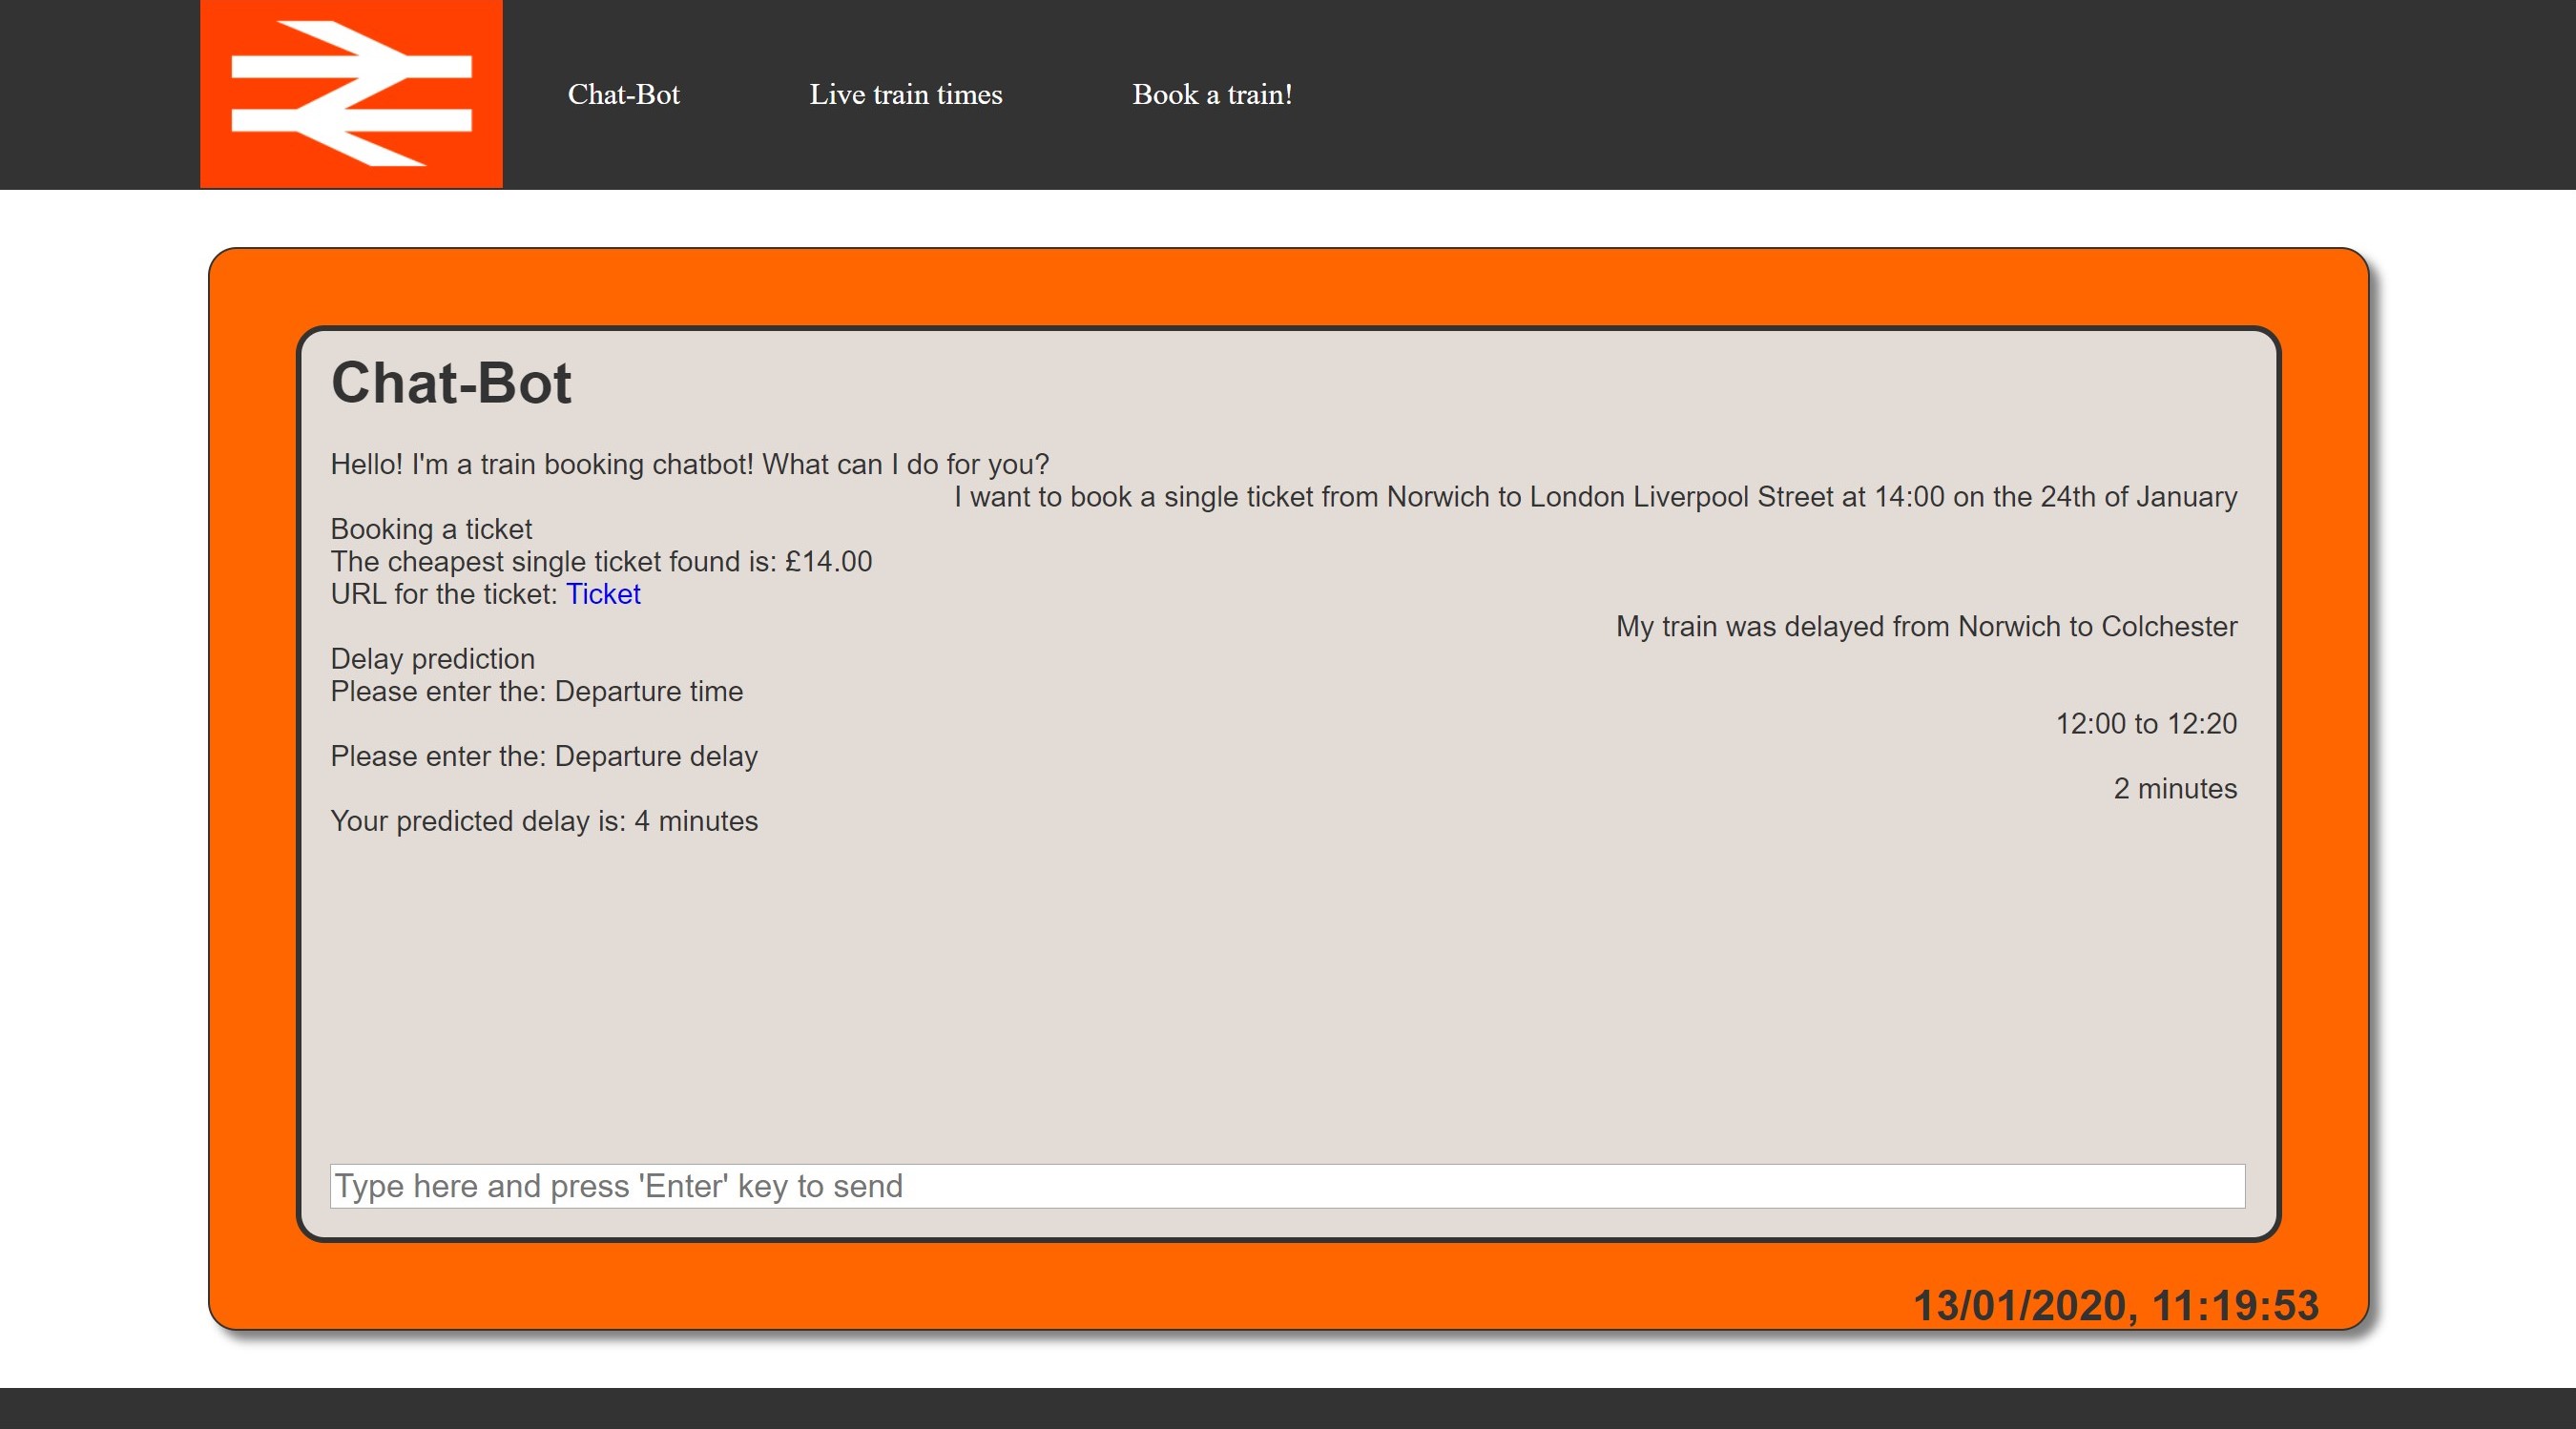 Chat-Bot
Live train times
Book a train!
Chat-Bot
Hello! I'm a train booking chatbot! What can I do for you?
I want to book a single ticket from Norwich to London Liverpool Street at 14:00 on the 24th of January
Booking a ticket
The cheapest single ticket found is: £14.00
URL for the ticket: Ticket
My train was delayed from Norwich to Colchester
Delay prediction
Please enter the: Departure time
12:00 to 12:20
Please enter the: Departure delay
2 minutes
Your predicted delay is: 4 minutes
Type here and press 'Enter' key to send
13/01/2020, 11:19:53